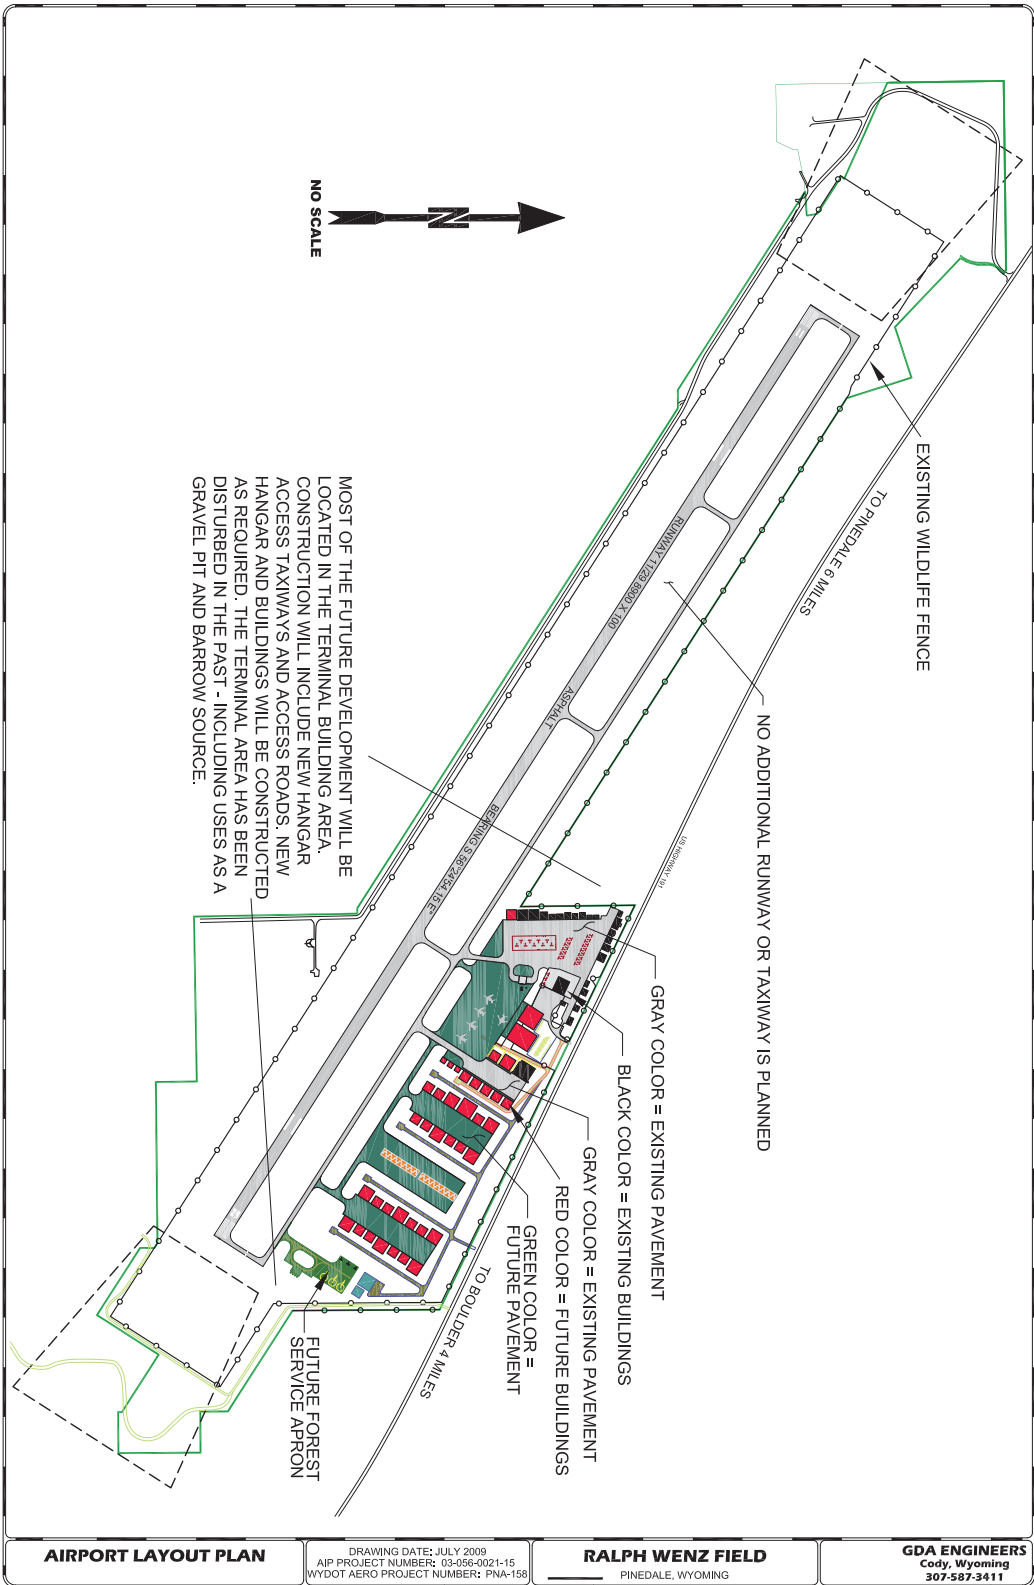 NO SCALE
N
EXISTING WILDLIFE FENCE
TO PINEDALE 6 MILES
NO ADDITIONAL RUNWAY OR TAXIWAY IS PLANNED
RUNWAY 11/29 8900 X 100
ASPHALT
BEARING S 56°24'54.15 E"
US HIGHWAY 191
MOST OF THE FUTURE DEVELOPMENT WILL BE
LOCATED IN THE TERMINAL BUILDING AREA.
CONSTRUCTION WILL INCLUDE NEW HANGAR
ACCESS TAXIWAYS AND ACCESS ROADS. NEW
HANGAR AND BUILDINGS WILL BE CONSTRUCTED
AS REQUIRED. THE TERMINAL AREA HAS BEEN
DISTURBED IN THE PAST - INCLUDING USES AS A
GRAVEL PIT AND BARROW SOURCE.
GRAY COLOR = EXISTING PAVEMENT
BLACK COLOR = EXISTING BUILDINGS
GRAY COLOR = EXISTING PAVEMENT
RED COLOR = FUTURE BUILDINGS
GREEN COLOR =
FUTURE PAVEMENT
TO BOULDER 4 MILES
FUTURE FOREST
SERVICE APRON
AIRPORT LAYOUT PLAN
DRAWING DATE: JULY 2009
AIP PROJECT NUMBER: 03-056-0021-15
WYDOT AERO PROJECT NUMBER: PNA-158
RALPH WENZ FIELD
PINEDALE, WYOMING
GDA ENGINEERS
Cody, Wyoming
307-587-3411